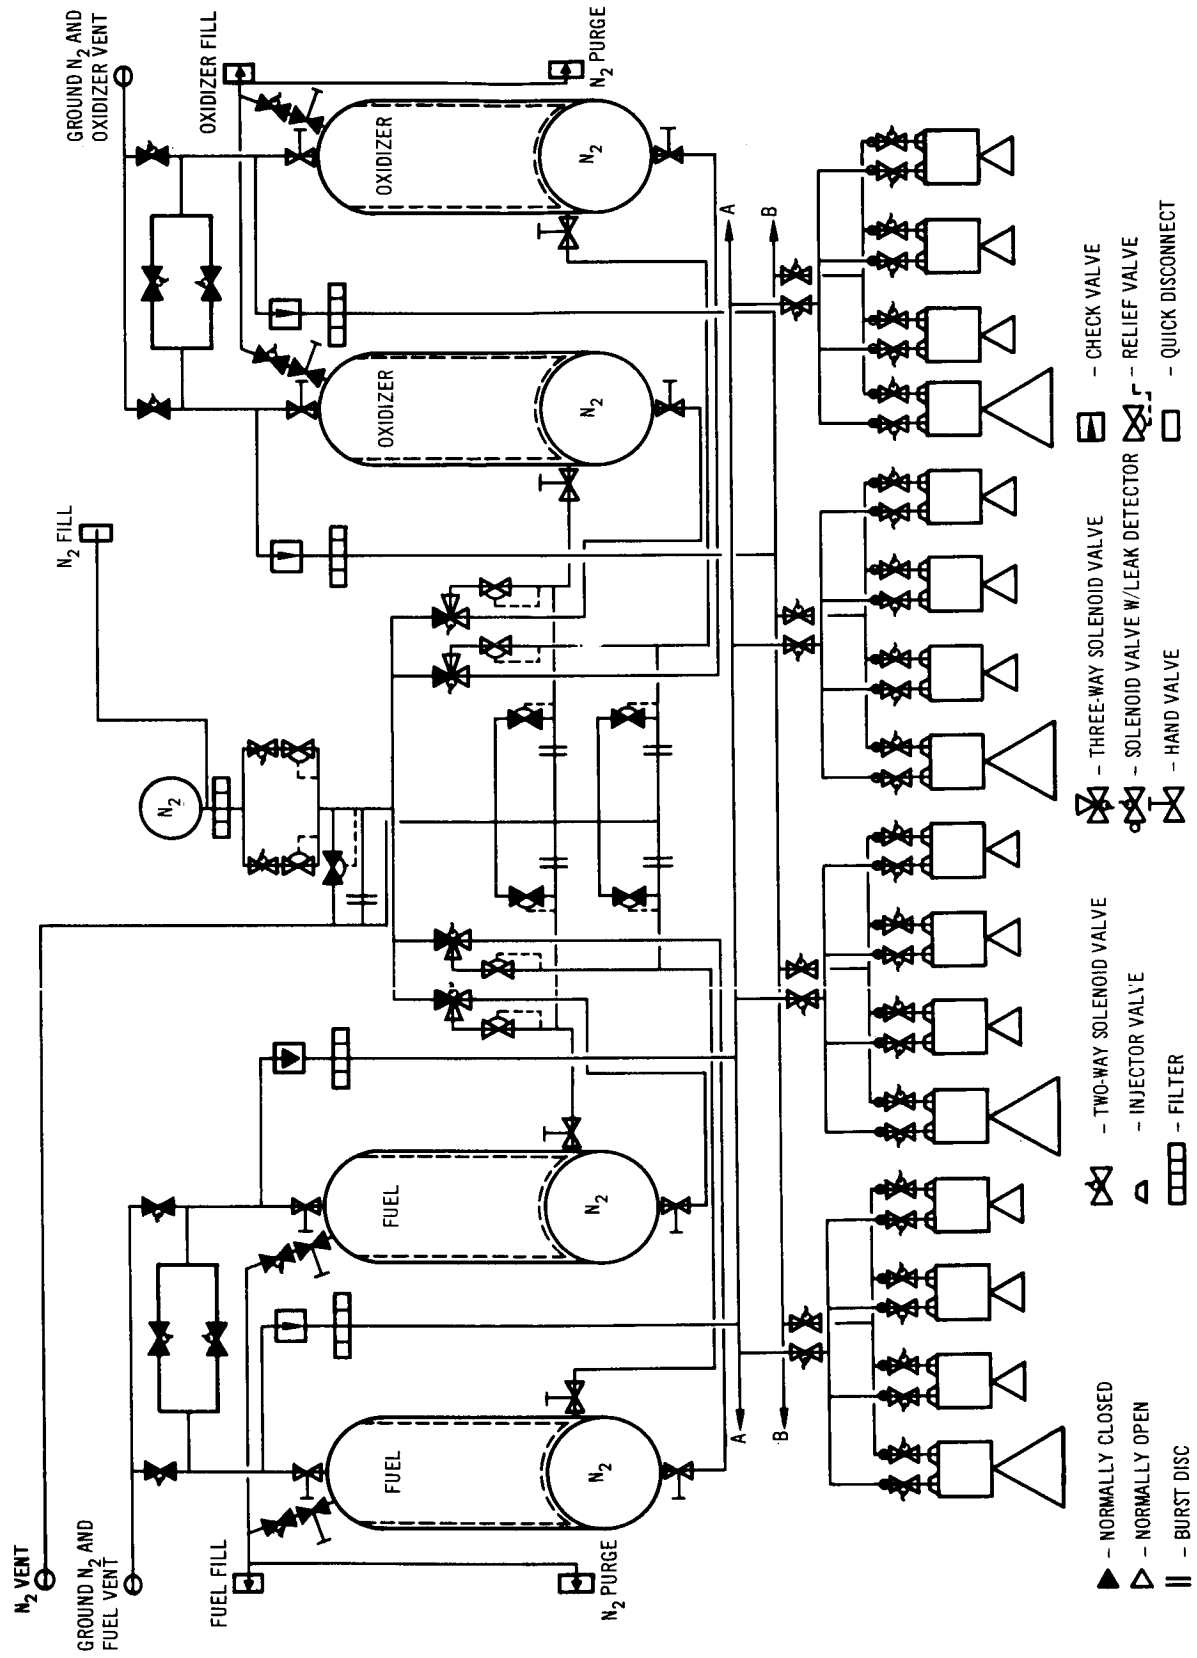 N2 VENT
GROUND N2 AND
FUEL VENT
FUEL FILL
N2 PURGE
FUEL
N2
FUEL
N2
N2
N2 FILL
OXIDIZER
N2
OXIDIZER
N2
GROUND N2 AND
OXIDIZER VENT
OXIDIZER FILL
N2 PURGE
A
B
A
B
- NORMALLY CLOSED
- NORMALLY OPEN
- BURST DISC
- TWO-WAY SOLENOID VALVE
- INJECTOR VALVE
- FILTER
- THREE-WAY SOLENOID VALVE
- SOLENOID VALVE W/LEAK DETECTOR
- HAND VALVE
- CHECK VALVE
- RELIEF VALVE
- QUICK DISCONNECT